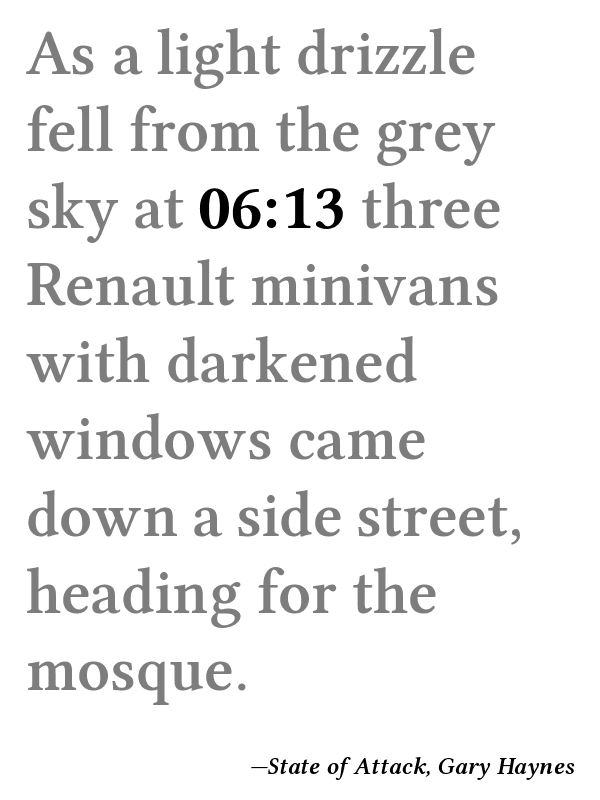 As a light drizzle
fell from the grey
sky at 06:13 three
Renault minivans
with darkened
windows came
down a side street,
heading for the
mosque.
—State of Attack, Gary Haynes